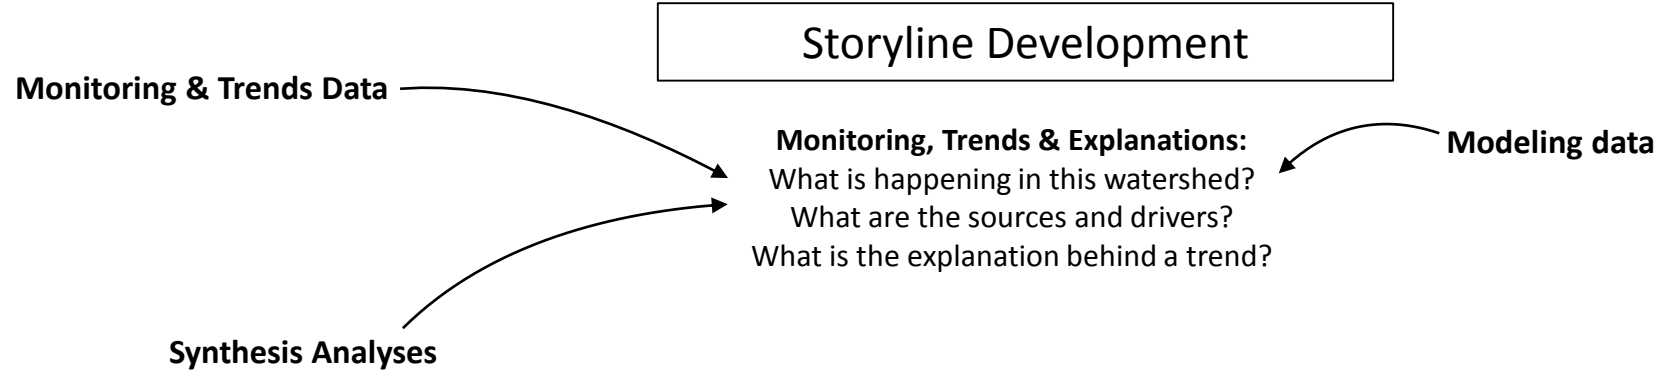 Storyline Development
Monitoring & Trends Data
Monitoring, Trends & Explanations:
What is happening in this watershed?
What are the sources and drivers?
What is the explanation behind a trend?
Modeling data
Synthesis Analyses